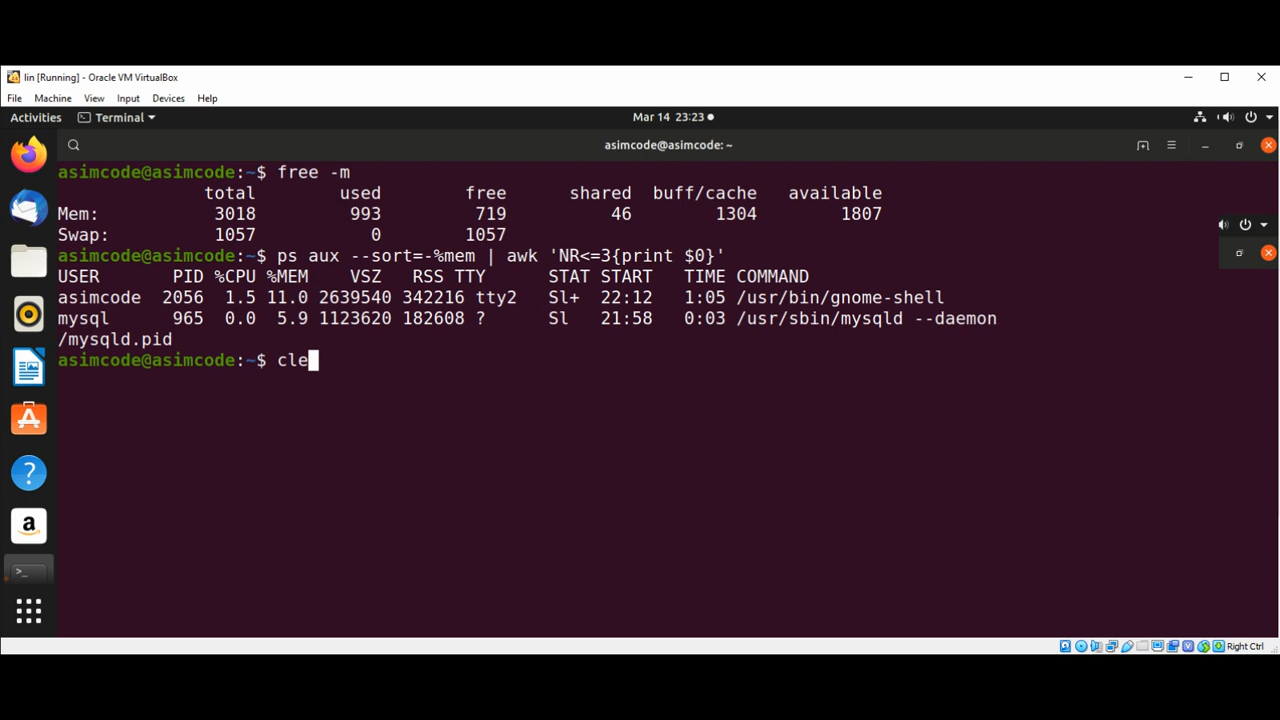 lin [Running] - Oracle VM VirtualBox
File Machine View Input Devices Help
Activities Terminal Mar 14 23:23
asimcode@asimcode: ~
asimcode@asimcode:~$ free -m
total used free shared buff/cache available
Mem: 3018 993 719 46 1304 1807
Swap: 1057 0 1057
asimcode@asimcode:~$ ps aux --sort=-%mem | awk 'NR<=3{print $0}'
USER PID %CPU %MEM VSZ RSS TTY STAT START TIME COMMAND
asimcode 2056 1.5 11.0 2639540 342216 tty2 Sl+ 22:12 1:05 /usr/bin/gnome-shell
mysql 965 0.0 5.9 1123620 182608 ? Sl 21:58 0:03 /usr/sbin/mysqld --daemon
/mysqld.pid
asimcode@asimcode:~$ cle
Right Ctrl